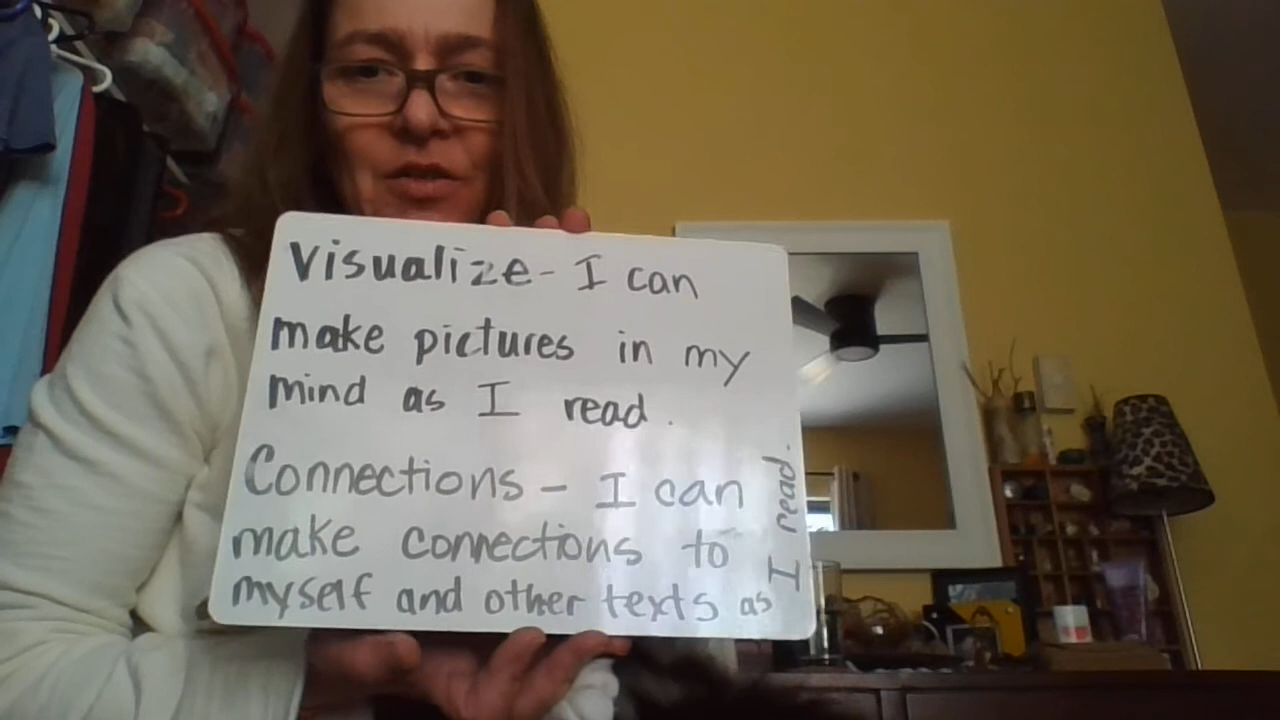 Visualize - I can
make pictures in my
mind as I read.
Connections - I can
make connections to
myself and other texts as
I read.